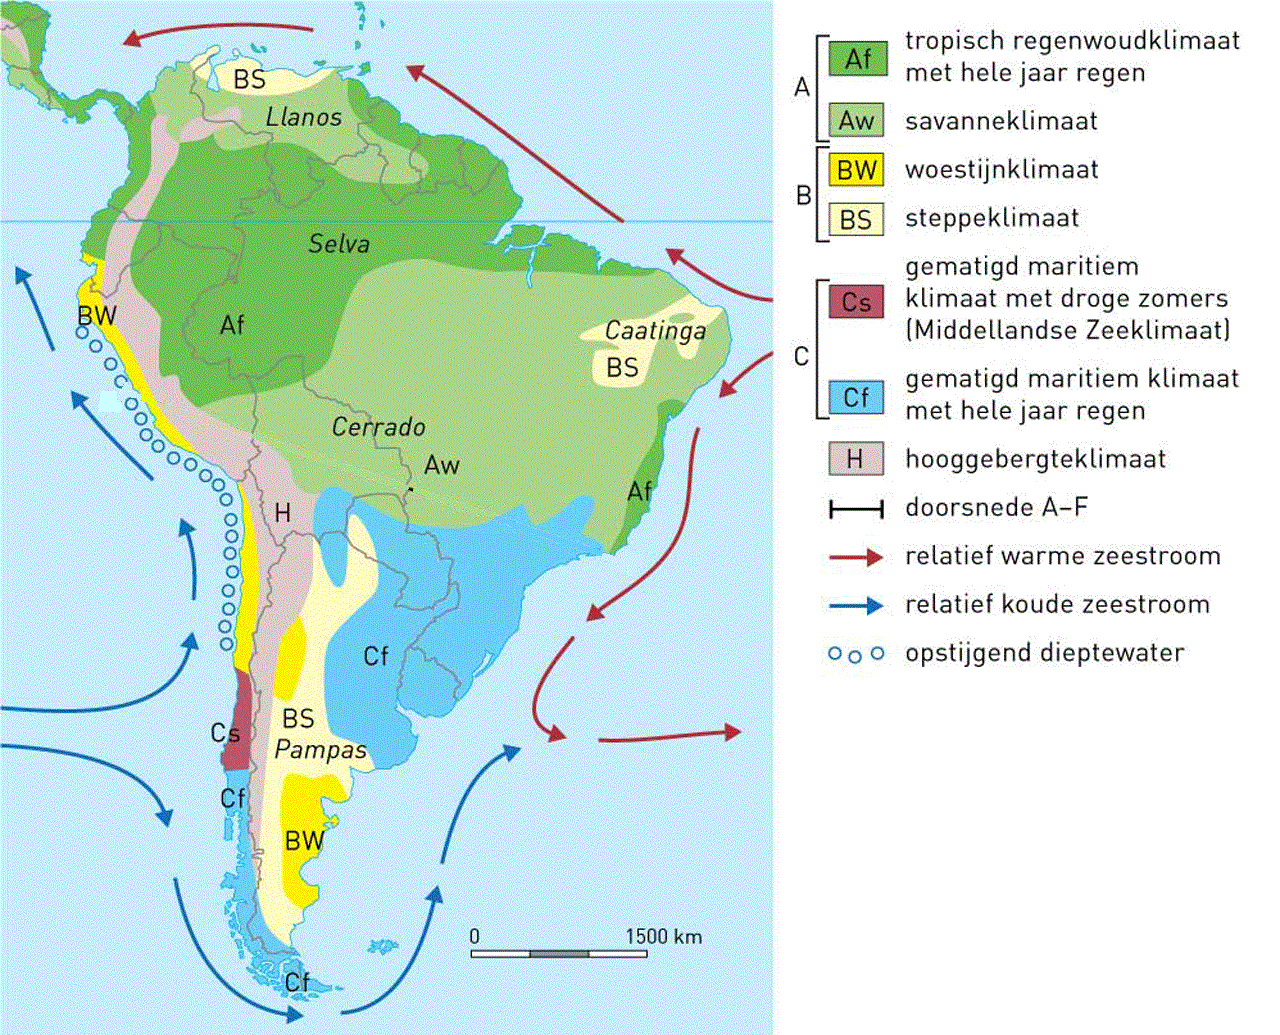 BS
Llanos
Selva
BW
Af
Caatinga
BS
Cerrado
Aw
Af
H
Cf
BS
Cs
Pampas
Cf
BW
0 1500 km
Cf
A
Af
tropisch regenwoudklimaat
met hele jaar regen
Aw
savanneklimaat
B
BW
woestijnklimaat
BS
steppeklimaat
C
Cs
gematigd maritiem
klimaat met droge zomers
(Middellandse Zeeklimaat)
Cf
gematigd maritiem klimaat
met hele jaar regen
H
hooggebergteklimaat
doorsnede A–F
relatief warme zeestroom
relatief koude zeestroom
opstijgend dieptewater